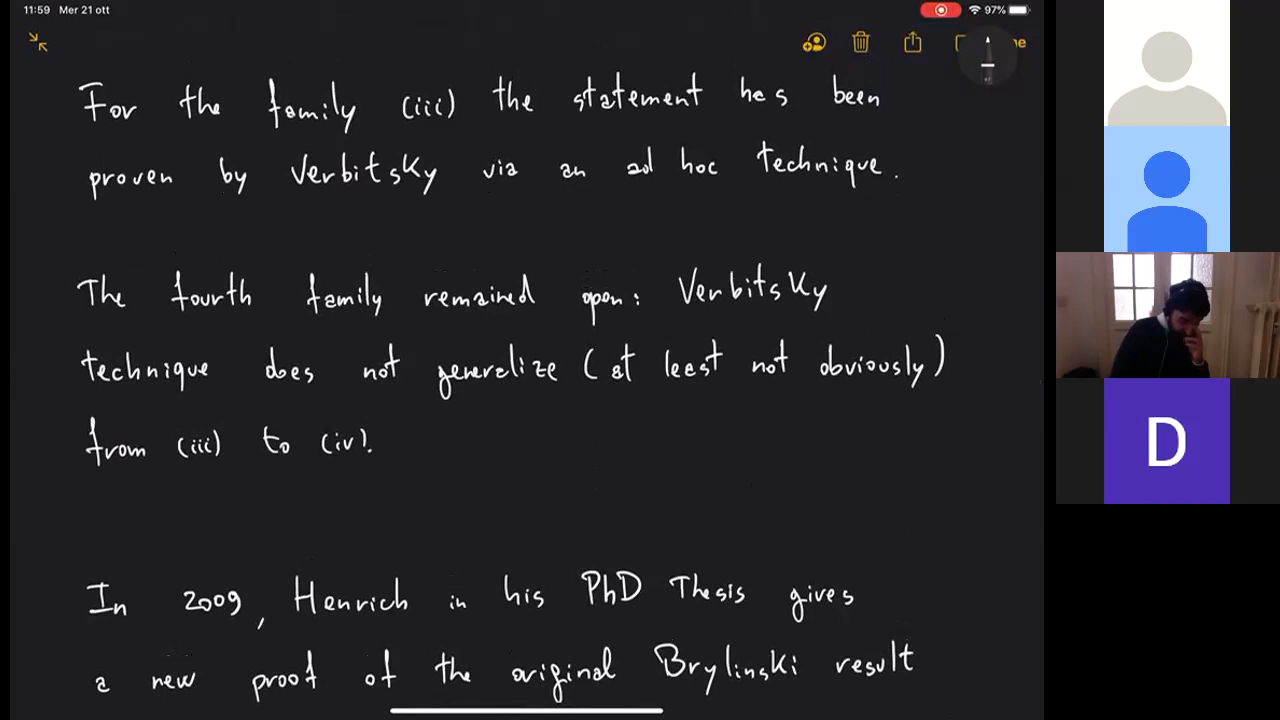 11:59 Mer 21 ott
97%
ne
For the family (iii) the statement has been
proven by Verbitsky via an ad hoc technique.
The fourth family remained open: Verbitsky
technique does not generalize (at least not obviously)
from (iii) to (iv).
In 2009, Henrich in his PhD Thesis gives
a new proof of the original Brylinski result
D